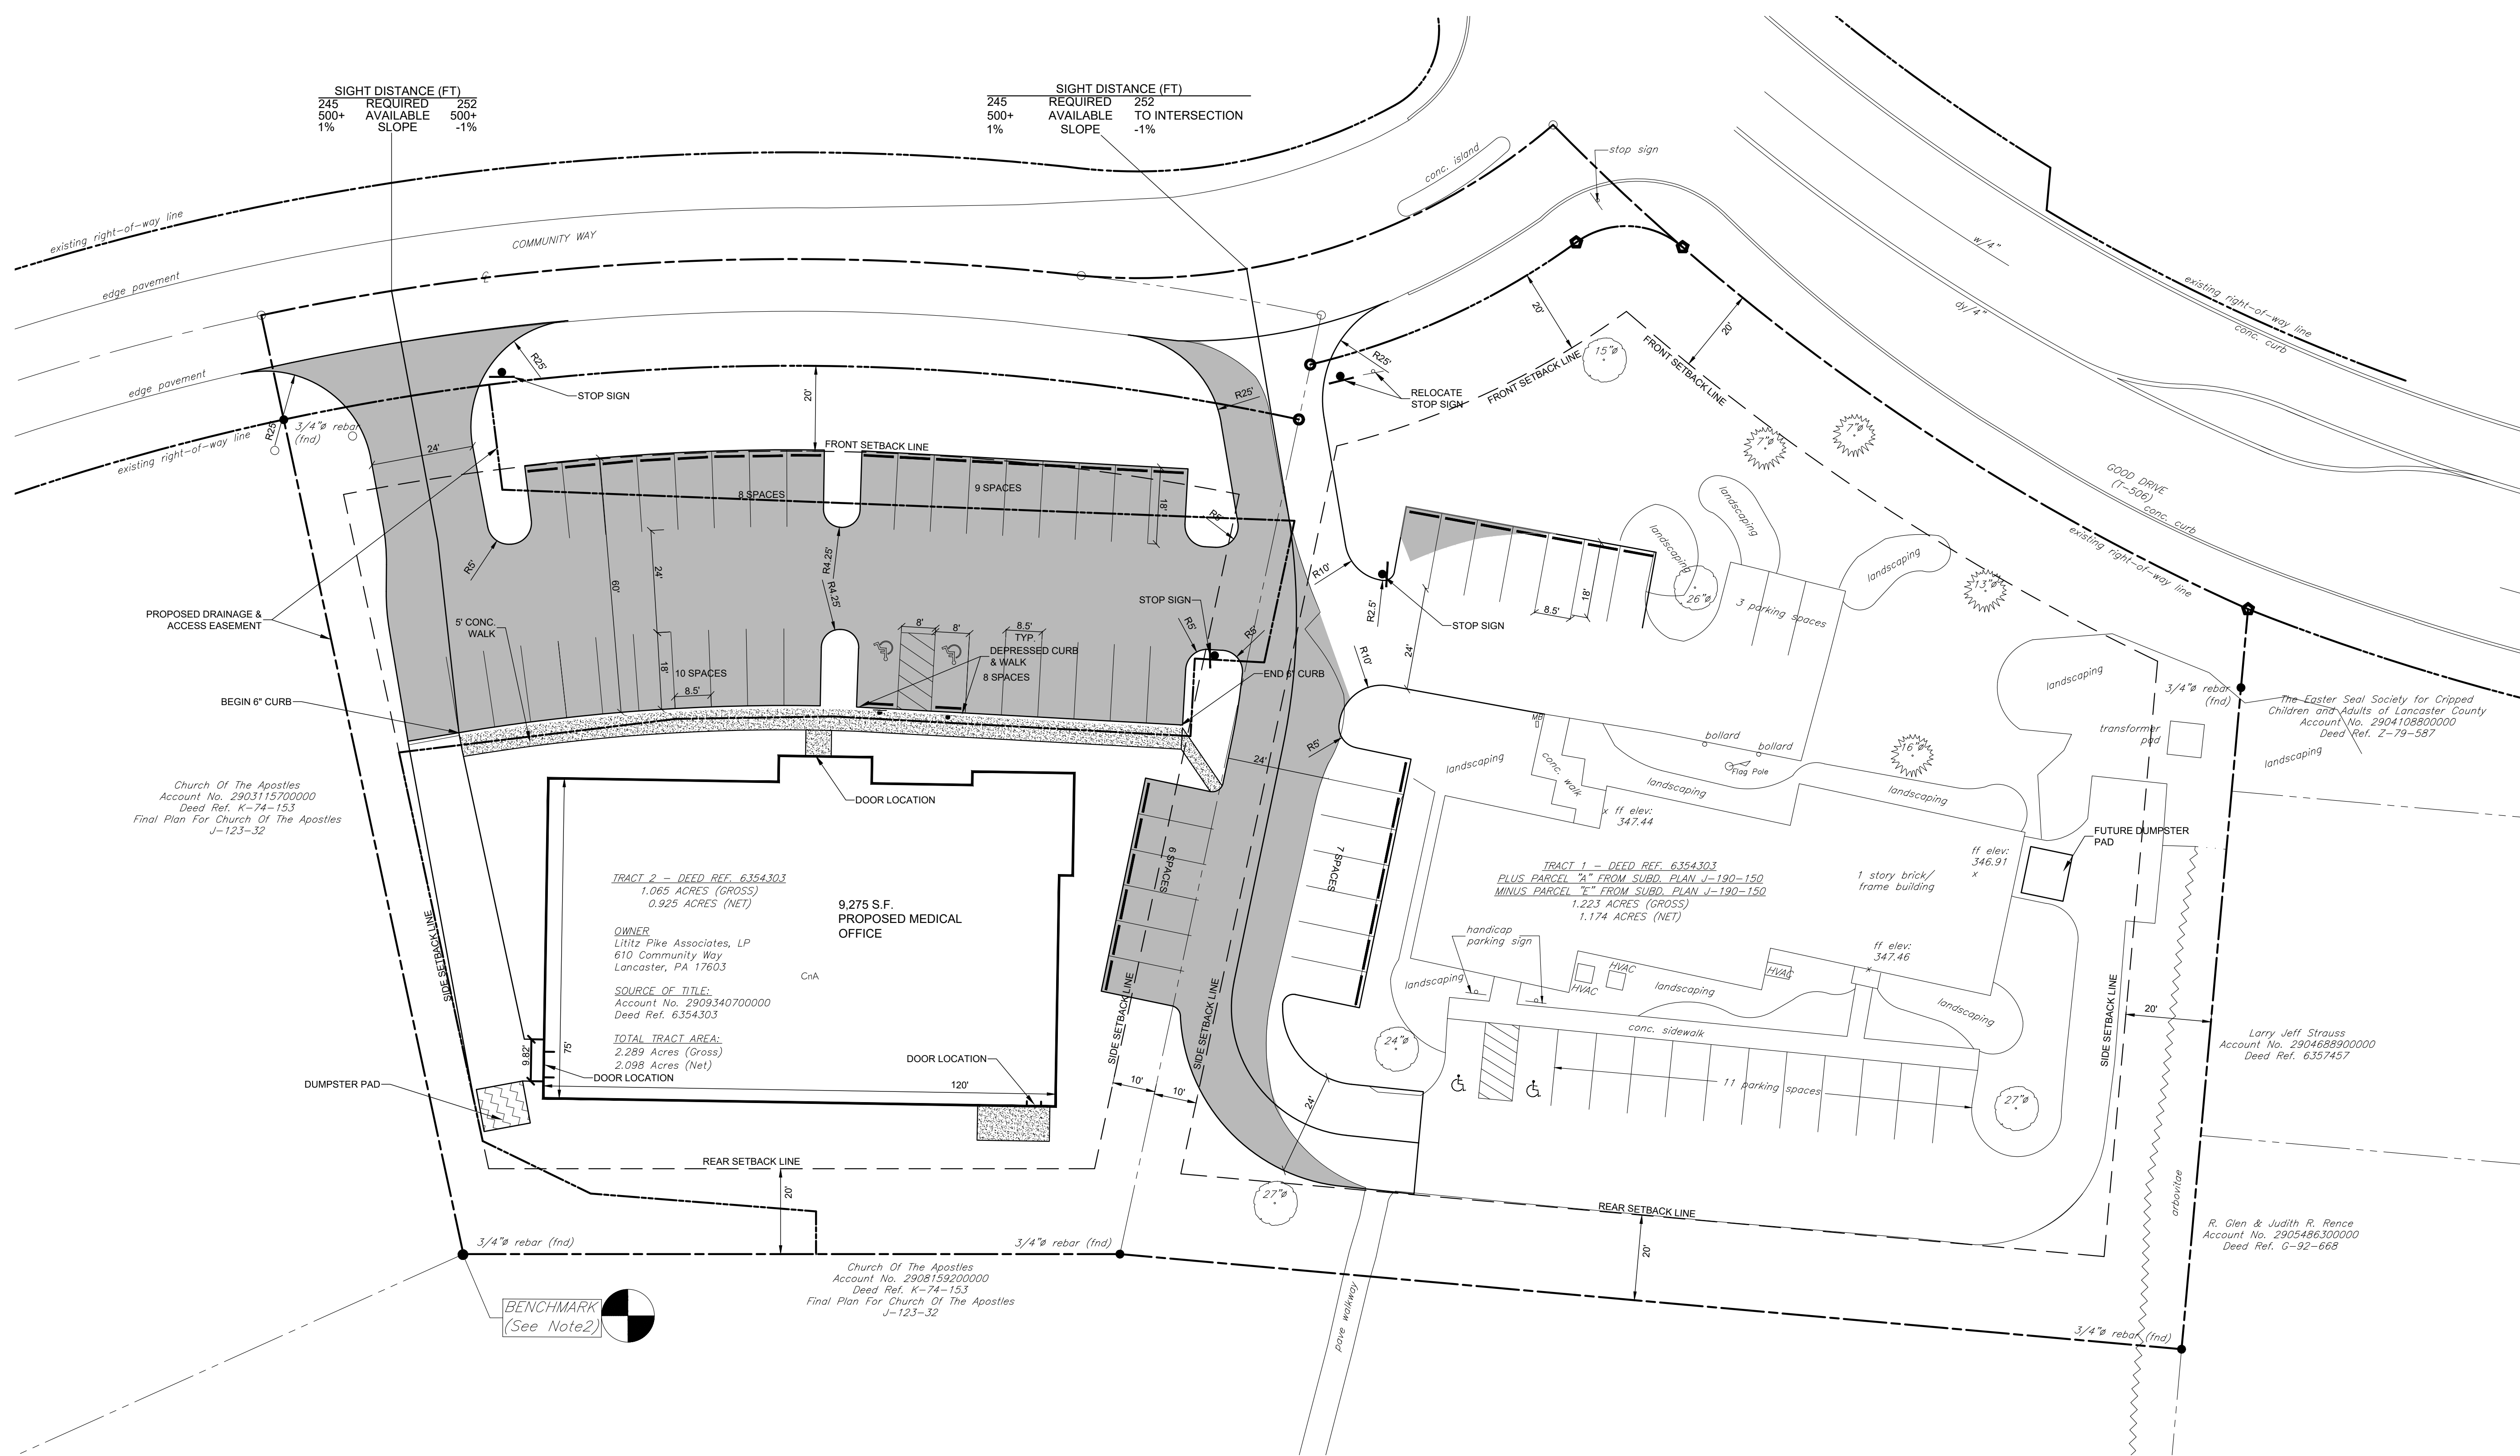 SIGHT DISTANCE (FT)
245 REQUIRED 252
500+ AVAILABLE 500+
1% SLOPE -1%
SIGHT DISTANCE (FT)
245 REQUIRED 252
500+ AVAILABLE TO INTERSECTION
1% SLOPE -1%
conc. island
stop sign
existing right-of-way line
COMMUNITY WAY
edge pavement
℄
w/4"
dy/4"
existing right-of-way line
conc. curb
edge pavement
existing right-of-way line
R25'
3/4"ø rebar
(fnd)
24'
R25'
STOP SIGN
20'
FRONT SETBACK LINE
R25'
R25'
RELOCATE
STOP SIGN
20'
20'
FRONT SETBACK LINE
15"ø
FRONT SETBACK LINE
7"ø
7"ø
GOOD DRIVE
(T-506)
conc. curb
existing right-of-way line
8 SPACES
9 SPACES
18'
R5'
R5'
60'
24'
R4.25'
R4.25'
R10'
R2.5'
STOP SIGN
24'
8.5'
18'
landscaping
landscaping
landscaping
26"ø
3 parking spaces
13"ø
PROPOSED DRAINAGE &
ACCESS EASEMENT
5' CONC.
WALK
18'
10 SPACES
8.5'
8'
8'
8.5'
TYP.
DEPRESSED CURB
& WALK
8 SPACES
STOP SIGN
R5'
R5'
END 6" CURB
R10'
R5'
24'
BEGIN 6" CURB
MB
conc. walk
landscaping
bollard
bollard
Flag Pole
16"ø
landscaping
landscaping
landscaping
transformer
pad
landscaping
3/4"ø rebar
(fnd)
The Easter Seal Society for Cripped
Children and Adults of Lancaster County
Account No. 2904108800000
Deed Ref. Z-79-587
Church Of The Apostles
Account No. 2903115700000
Deed Ref. K-74-153
Final Plan For Church Of The Apostles
J-123-32
DOOR LOCATION
TRACT 2 - DEED REF. 6354303
1.065 ACRES (GROSS)
0.925 ACRES (NET)
OWNER
Lititz Pike Associates, LP
610 Community Way
Lancaster, PA 17603
SOURCE OF TITLE:
Account No. 2909340700000
Deed Ref. 6354303
TOTAL TRACT AREA:
2.289 Acres (Gross)
2.098 Acres (Net)
9,275 S.F.
PROPOSED MEDICAL
OFFICE
CnA
75'
9.82'
120'
DOOR LOCATION
DOOR LOCATION
DUMPSTER PAD
SIDE SETBACK LINE
6 SPACES
7 SPACES
SIDE SETBACK LINE
SIDE SETBACK LINE
10'
10'
24'
x ff elev:
347.44
TRACT 1 - DEED REF. 6354303
PLUS PARCEL "A" FROM SUBD. PLAN J-190-150
MINUS PARCEL "E" FROM SUBD. PLAN J-190-150
1.223 ACRES (GROSS)
1.174 ACRES (NET)
1 story brick/
frame building
ff elev:
346.91
x
FUTURE DUMPSTER
PAD
handicap
parking sign
HVAC
HVAC
HVAC
ff elev:
347.46
x
landscaping
landscaping
landscaping
conc. sidewalk
24"ø
11 parking spaces
27"ø
SIDE SETBACK LINE
20'
Larry Jeff Strauss
Account No. 2904688900000
Deed Ref. 6357457
REAR SETBACK LINE
20'
27"ø
REAR SETBACK LINE
20'
arbovitae
R. Glen & Judith R. Rence
Account No. 2905486300000
Deed Ref. G-92-668
3/4"ø rebar (fnd)
3/4"ø rebar (fnd)
3/4"ø rebar (fnd)
Church Of The Apostles
Account No. 2908159200000
Deed Ref. K-74-153
Final Plan For Church Of The Apostles
J-123-32
pave walkway
BENCHMARK
(See Note2)